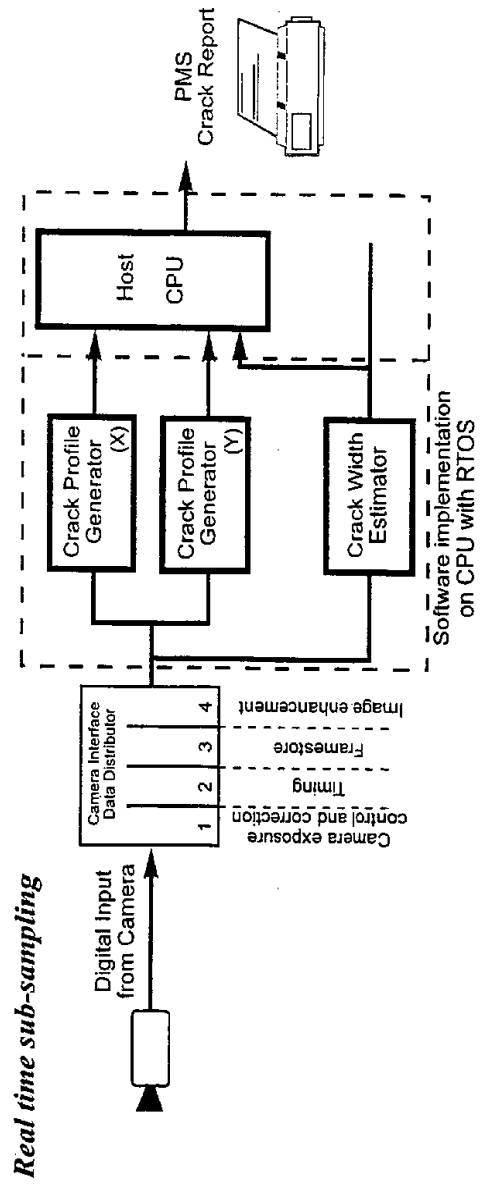 Real time sub-sampling
Digital Input
from Camera
Camera Interface
Data Distributor
1 2 3 4
Camera exposure
control and correction
Timing
Framestore
Image enhancement
Crack Profile
Generator
(X)
Crack Profile
Generator
(Y)
Crack Width
Estimator
Software implementation
on CPU with RTOS
Host
CPU
PMS
Crack Report